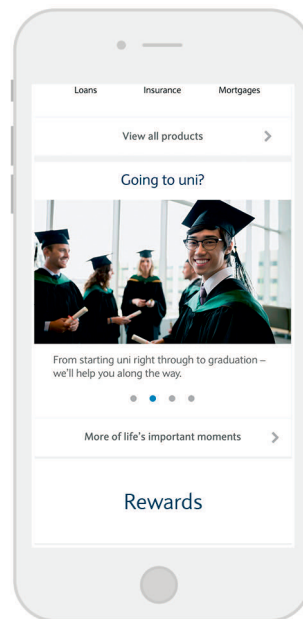 Loans Insurance Mortgages
View all products
Going to uni?
From starting uni right through to graduation –
we'll help you along the way.
More of life's important moments
Rewards